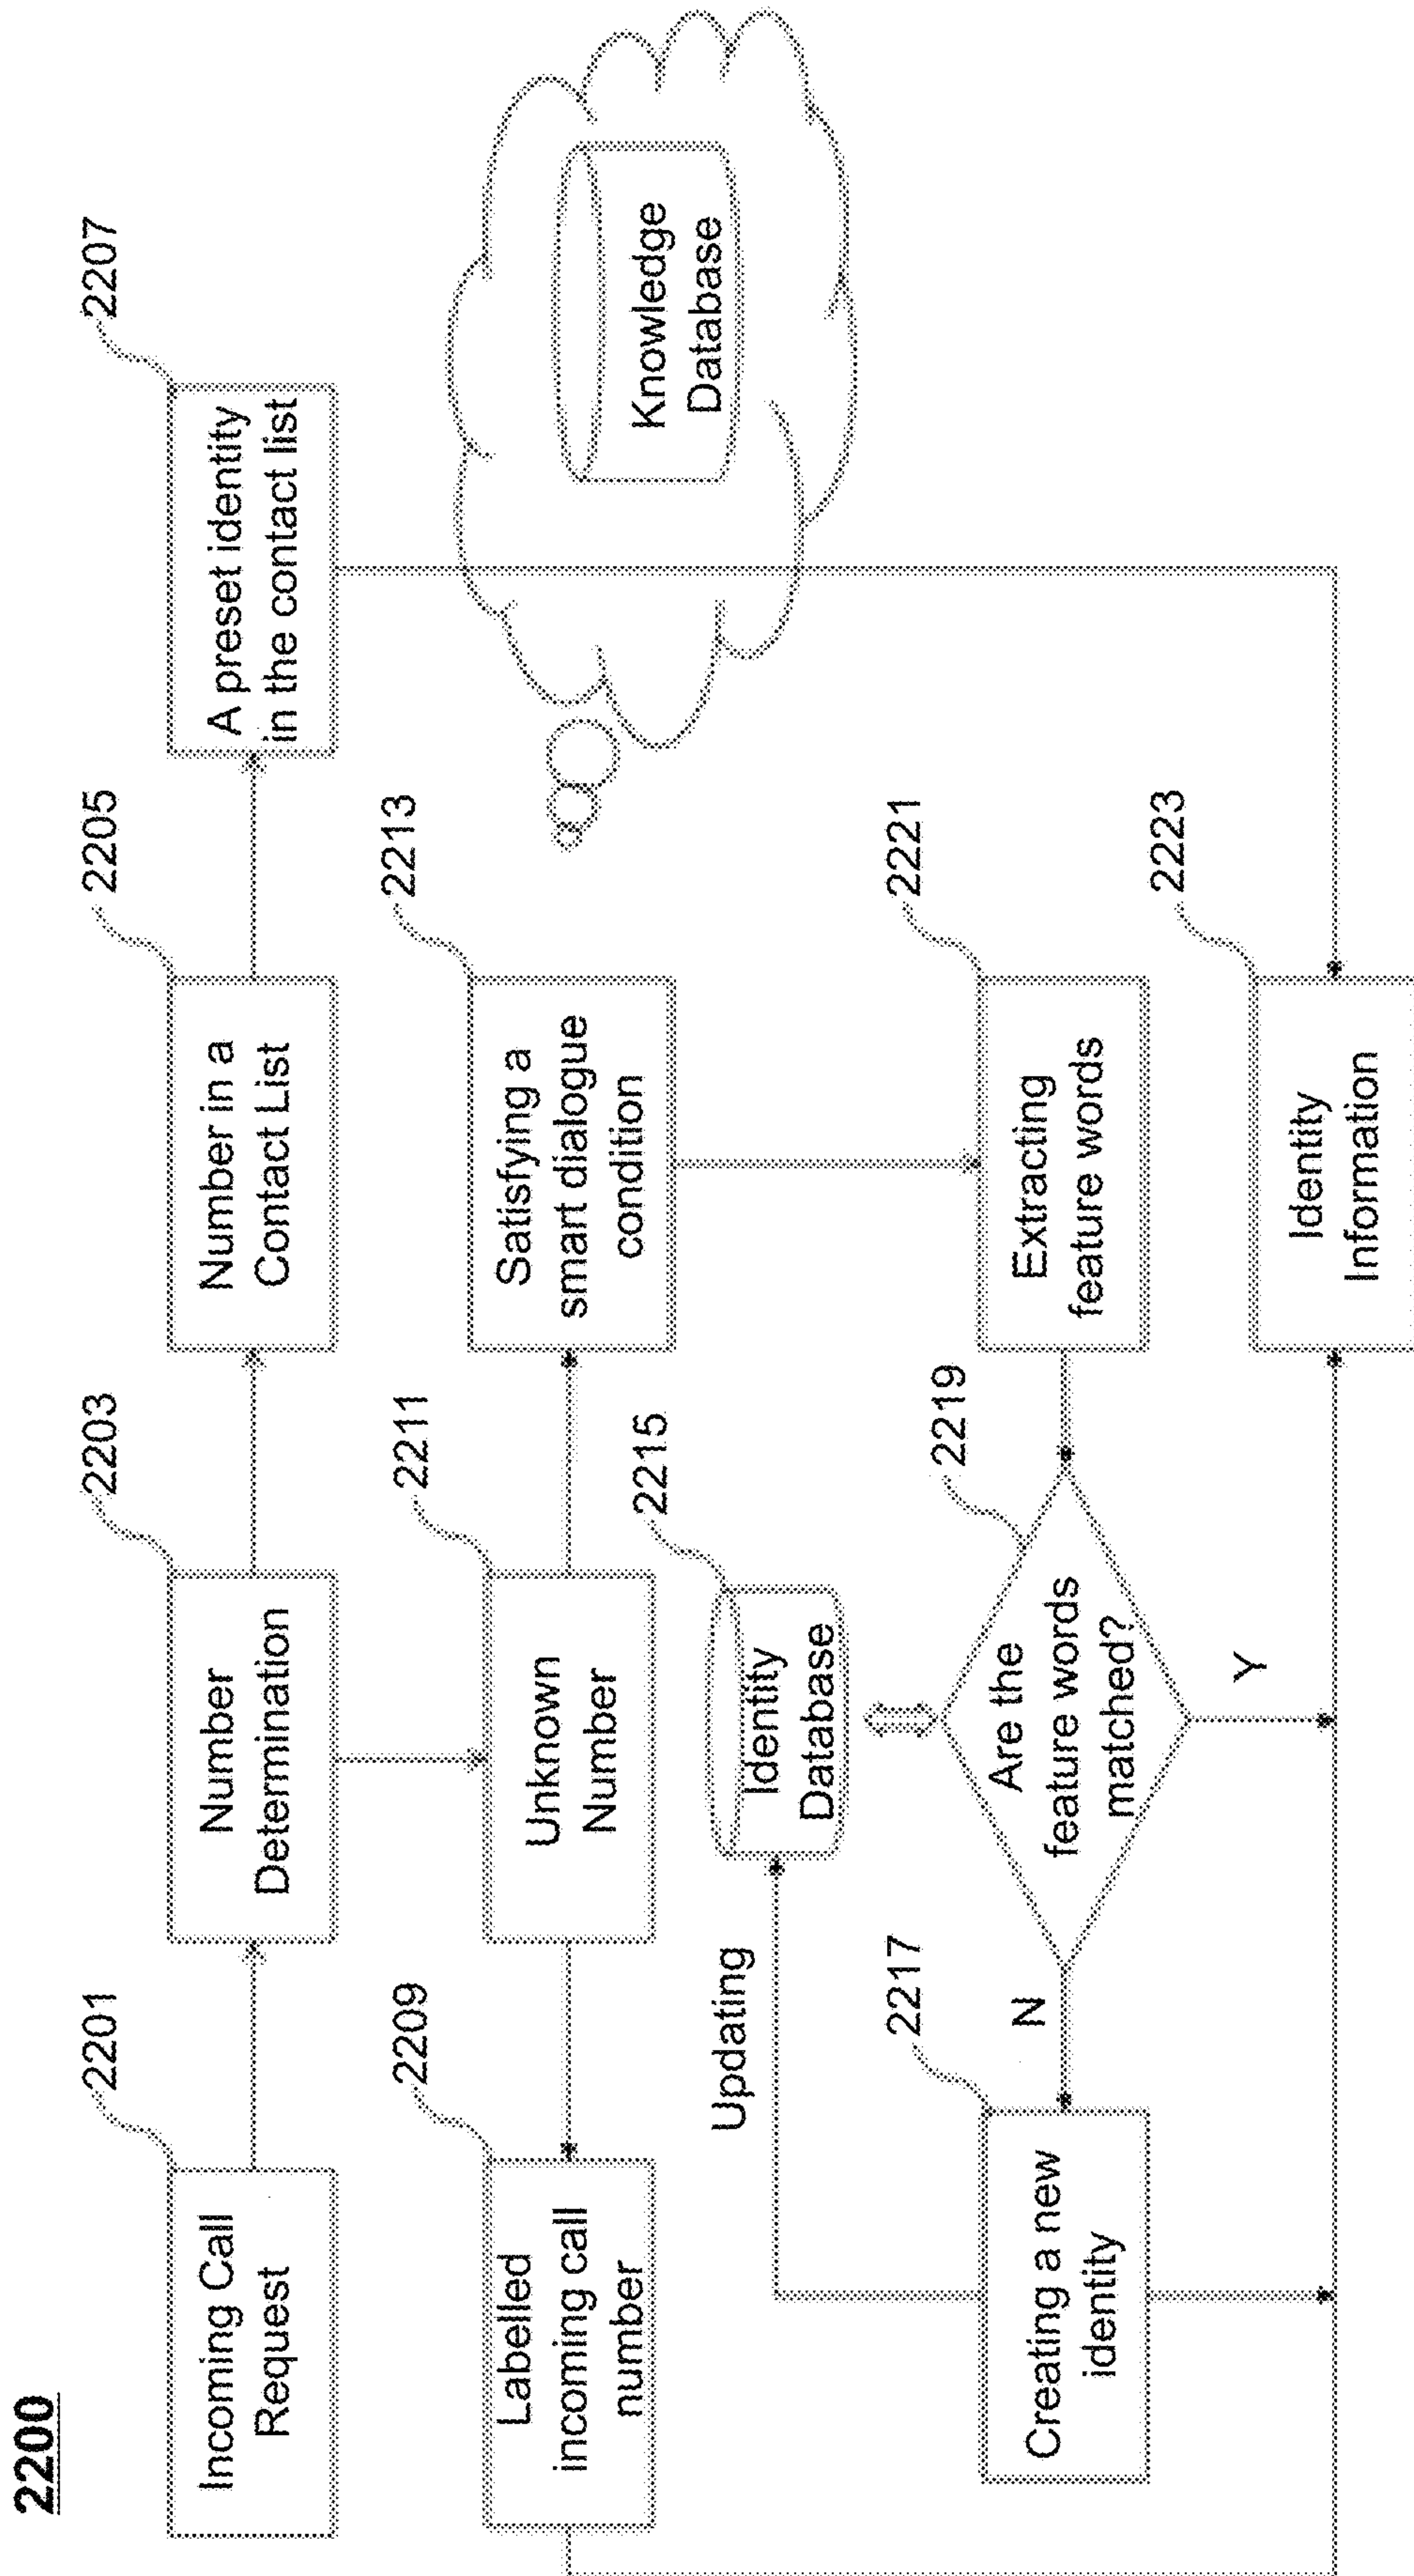 2200
2201
Incoming Call
Request
2203
Number
Determination
2205
Number in a
Contact List
2207
A preset identity
in the contact list
2209
Labelled
incoming call
number
2211
Unknown
Number
2213
Satisfying a
smart dialogue
condition
Knowledge
Database
Updating
2215
Identity
Database
2217
Creating a new
identity
N
2219
Are the
feature words
matched?
Y
2221
Extracting
feature words
2223
Identity
Information